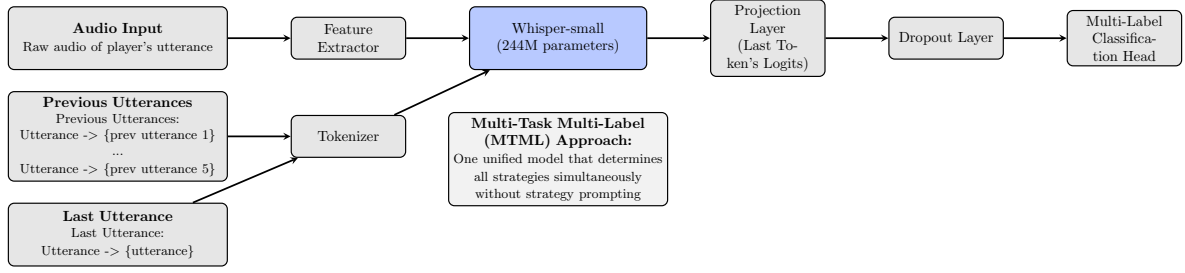 Audio Input
Raw audio of player's utterance
Feature
Extractor
Whisper-small
(244M parameters)
Projection
Layer
(Last To-
ken's Logits)
Dropout Layer
Multi-Label
Classifica-
tion Head
Previous Utterances
Previous Utterances:
Utterance -> {prev utterance 1}
...
Utterance -> {prev utterance 5}
Tokenizer
Multi-Task Multi-Label
(MTML) Approach:
One unified model that determines
all strategies simultaneously
without strategy prompting
Last Utterance
Last Utterance:
Utterance -> {utterance}